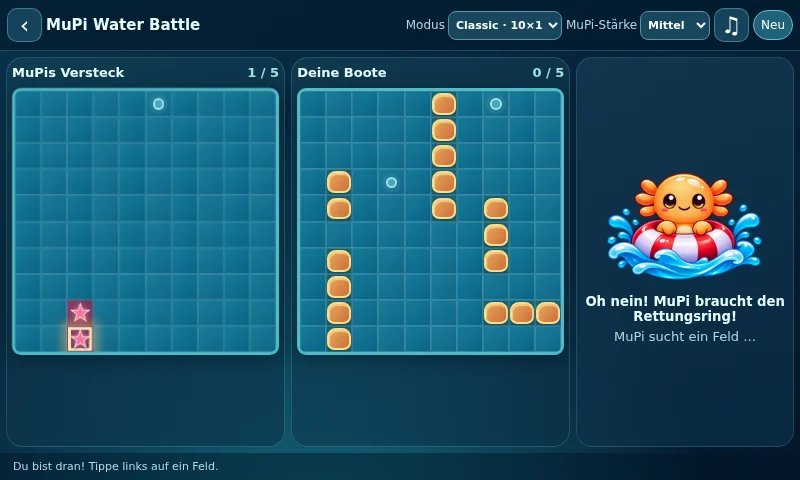 ‹ MuPi Water Battle
Modus Classic · 10×1 MuPi-Stärke Mittel ♫ Neu
MuPis Versteck 1 / 5
Deine Boote 0 / 5
Oh nein! MuPi braucht den
Rettungsring!
MuPi sucht ein Feld …
Du bist dran! Tippe links auf ein Feld.